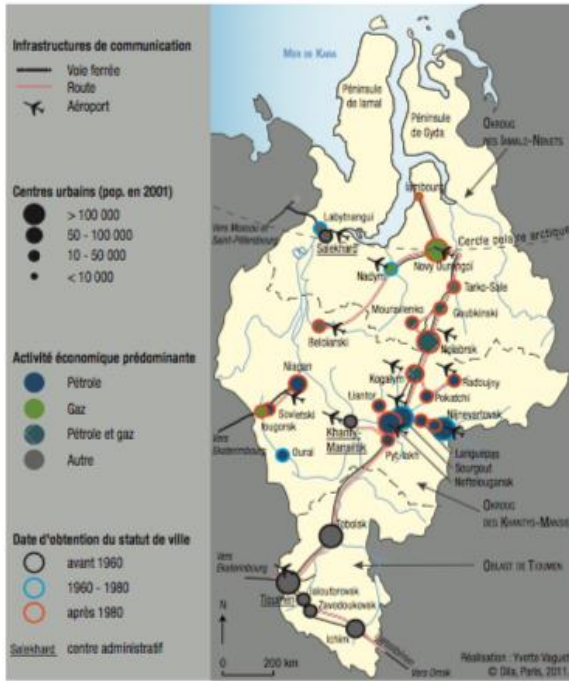 Infrastructures de communication
Voie ferrée
Route
Aéroport
Centres urbains (pop. en 2001)
> 100 000
50 - 100 000
10 - 50 000
< 10 000
Activité économique prédominante
Pétrole
Gaz
Pétrole et gaz
Autre
Date d'obtention du statut de ville
avant 1960
1960 - 1980
après 1980
Salekhard centre administratif
MER DE KARA
Péninsule
de Iamal
Péninsule
de Gyda
OKROUG
DES IAMALO-NENETS
Iambourg
Labytnangui
Vers Moscou et
Saint-Pétersbourg
Salekhard
Cercle polaire arctique
Novy Ourengoï
Nadym
Tarko-Sale
Mouravlenko
Goubkinski
Beloiarski
Noïabrsk
Kogalym
Niagan
Liantor
Radoujny
Pokatchi
Sovietski
Iougorsk
Nijnevartovsk
Vers
Ekaterinbourg
Khanty-
Mansiïsk
Ouraï
Pyt-Iakh
Languepas
Sourgout
Nefteïougansk
OKROUG
DES KHANTYS-MANSIS
Tobolsk
OBLAST DE TIOUMEN
Vers
Ekaterinbourg
Tioumen
Ialoutorovsk
Zavodoukovsk
Ichim
Vers Omsk
N
0 200 km
Réalisation : Yvette Vaguet
© Dila, Paris, 2011